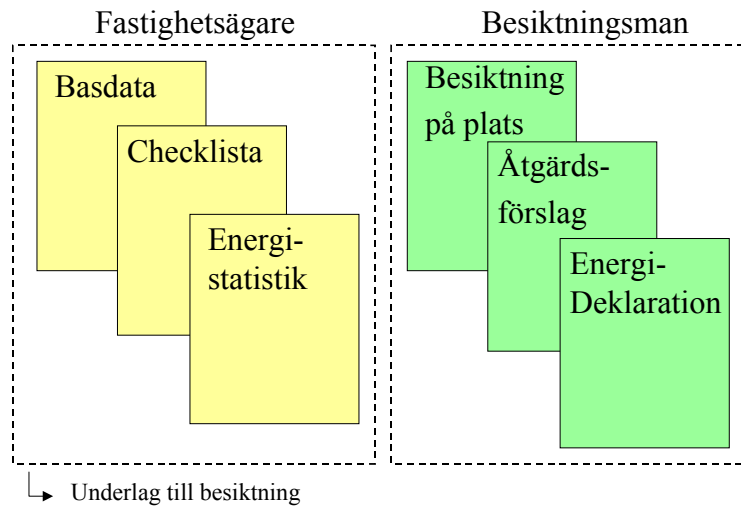 Fastighetsägare
Basdata
Checklista
Energi-
statistik
Underlag till besiktning
Besiktningsman
Besiktning
på plats
Åtgärds-
förslag
Energi-
Deklaration